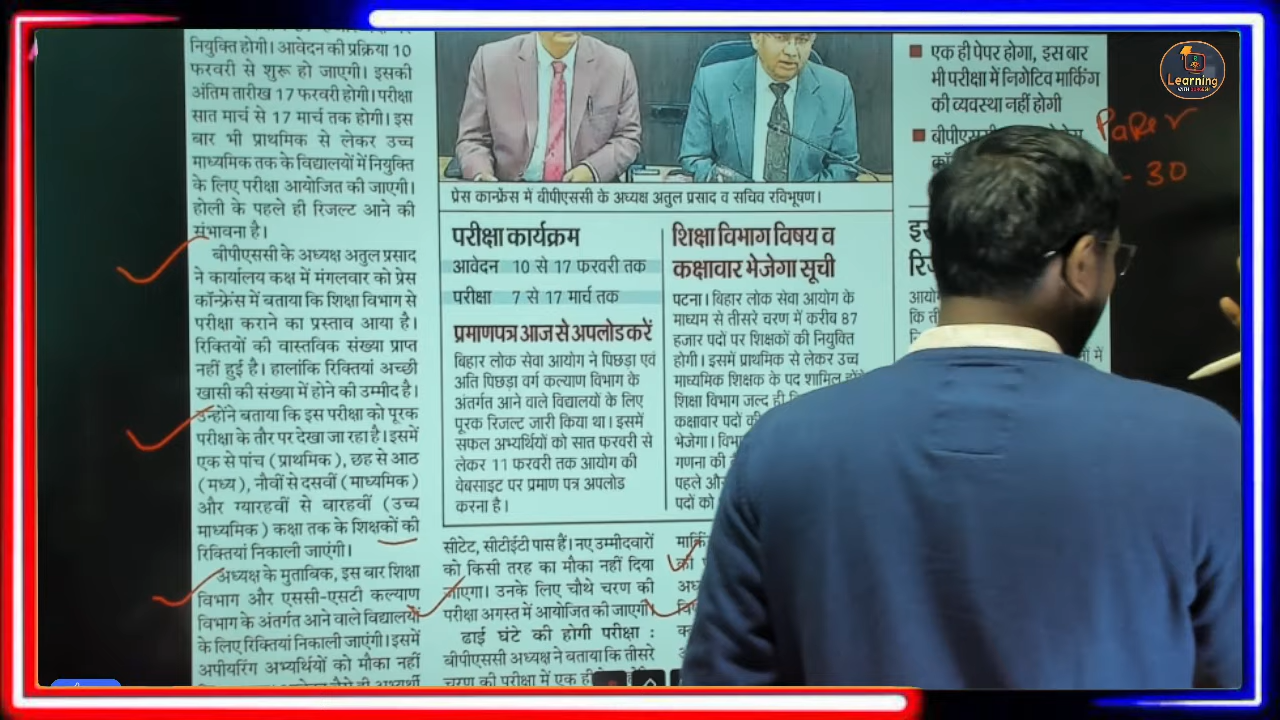 नियुक्ति होगी। आवेदन की प्रक्रिया 10
फरवरी से शुरू हो जाएगी। इसकी
अंतिम तारीख 17 फरवरी होगी। परीक्षा
सात मार्च से 17 मार्च तक होगी। इस
बार भी प्राथमिक से लेकर उच्च
माध्यमिक तक के विद्यालयों में नियुक्ति
के लिए परीक्षा आयोजित की जाएगी।
होली के पहले ही रिजल्ट आने की
संभावना है।
बीपीएससी के अध्यक्ष अतुल प्रसाद
ने कार्यालय कक्ष में मंगलवार को प्रेस
कॉन्फ्रेंस में बताया कि शिक्षा विभाग से
परीक्षा कराने का प्रस्ताव आया है।
रिक्तियों की वास्तविक संख्या प्राप्त
नहीं हुई है। हालांकि रिक्तियां अच्छी
खासी की संख्या में होने की उम्मीद है।
उन्होंने बताया कि इस परीक्षा को पूरक
परीक्षा के तौर पर देखा जा रहा है। इसमें
एक से पांच (प्राथमिक), छह से आठ
(मध्य), नौवीं से दसवीं (माध्यमिक)
और ग्यारहवीं से बारहवीं (उच्च
माध्यमिक) कक्षा तक के शिक्षकों की
रिक्तियां निकाली जाएंगी।
अध्यक्ष के मुताबिक, इस बार शिक्षा
विभाग और एससी-एसटी कल्याण
विभाग के अंतर्गत आने वाले विद्यालयों
के लिए रिक्तियां निकाली जाएंगी। इसमें
अपीयरिंग अभ्यर्थियों को मौका नहीं
प्रेस कान्फ्रेंस में बीपीएससी के अध्यक्ष अतुल प्रसाद व सचिव रविभूषण।
परीक्षा कार्यक्रम
आवेदन 10 से 17 फरवरी तक
परीक्षा 7 से 17 मार्च तक
प्रमाणपत्र आज से अपलोड करें
बिहार लोक सेवा आयोग ने पिछड़ा एवं
अति पिछड़ा वर्ग कल्याण विभाग के
अंतर्गत आने वाले विद्यालयों के लिए
पूरक रिजल्ट जारी किया था। इसमें
सफल अभ्यर्थियों को सात फरवरी से
लेकर 11 फरवरी तक आयोग की
वेबसाइट पर प्रमाण पत्र अपलोड
करना है।
शिक्षा विभाग विषय व
कक्षावार भेजेगा सूची
पटना। बिहार लोक सेवा आयोग के
माध्यम से तीसरे चरण में करीब 87
हजार पदों पर शिक्षकों की नियुक्ति
होगी। इसमें प्राथमिक से लेकर उच्च
माध्यमिक शिक्षक के पद शामिल होंगे
शिक्षा विभाग जल्द ही
कक्षावार पदों की
भेजेगा।
गणना की
पहले
पदों को
सीटेट, सीटीईटी पास हैं। नए उम्मीदवारों
को किसी तरह का मौका नहीं दिया
जाएगा। उनके लिए चौथे चरण की
परीक्षा अगस्त में आयोजित की जाएगी।
ढाई घंटे की होगी परीक्षा :
बीपीएससी अध्यक्ष ने बताया कि तीसरे
चरण की परीक्षा में एक ही
एक ही पेपर होगा, इस बार
भी परीक्षा में निगेटिव मार्किंग
की व्यवस्था नहीं होगी
Learning
- 30